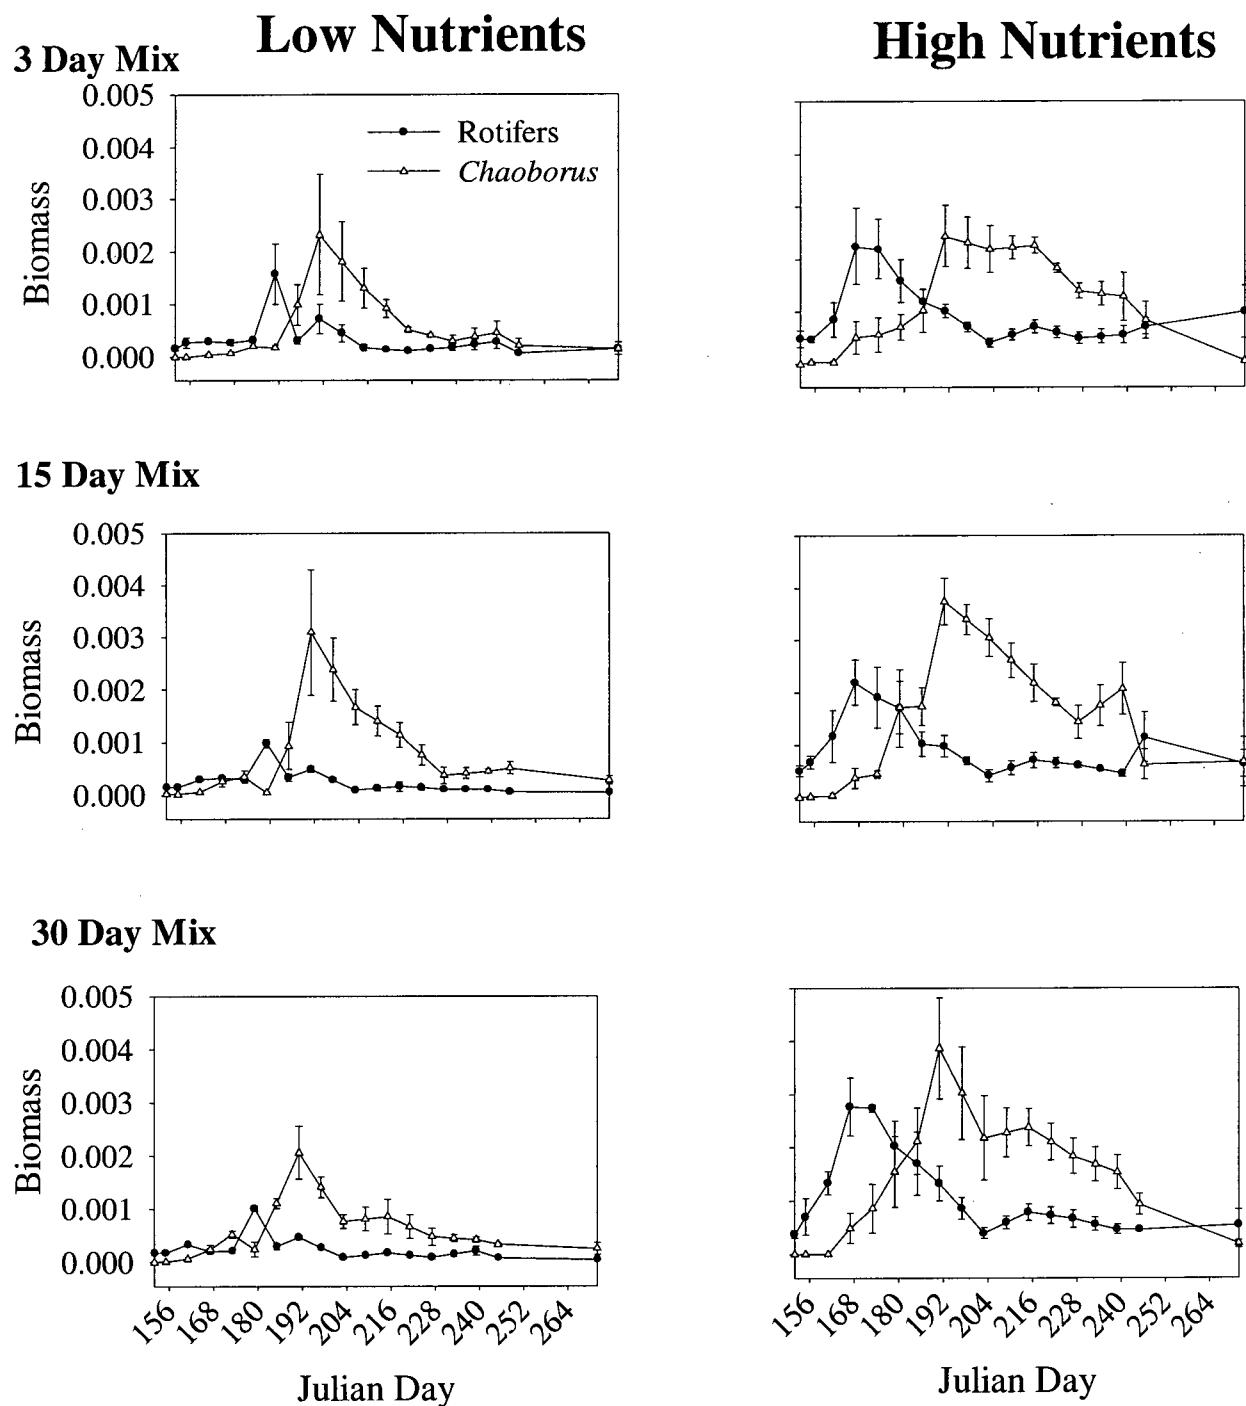 Low Nutrients
High Nutrients
3 Day Mix
0.005
0.004
0.003
0.002
0.001
0.000
Biomass
Rotifers
Chaoborus
15 Day Mix
0.005
0.004
0.003
0.002
0.001
0.000
Biomass
30 Day Mix
0.005
0.004
0.003
0.002
0.001
0.000
Biomass
156 168 180 192 204 216 228 240 252 264
156 168 180 192 204 216 228 240 252 264
Julian Day
Julian Day